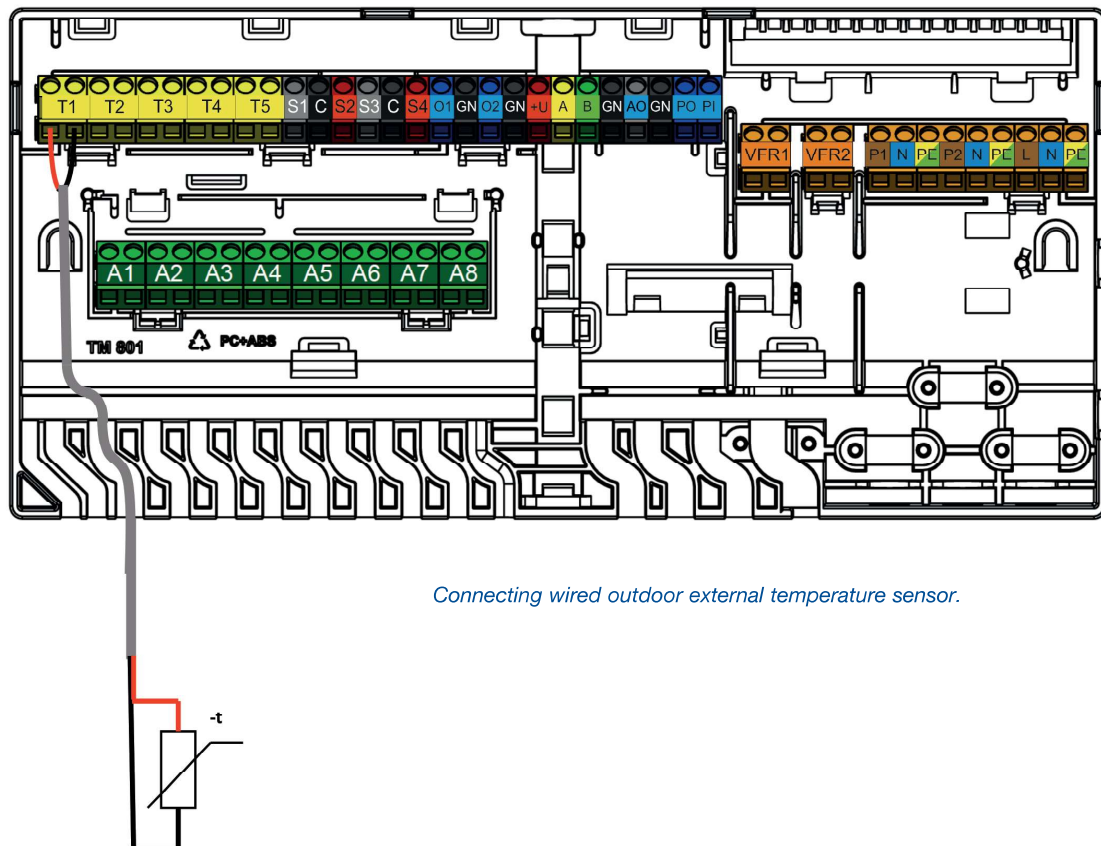 T1 T2 T3 T4 T5 S1 C S2 S3 C S4 O1 GN O2 GN +U A B GN AO GN PO PI
VFR1 VFR2 P1 N PE P2 N PE L N PE
A1 A2 A3 A4 A5 A6 A7 A8
TM 801 PC+ABS
Connecting wired outdoor external temperature sensor.
-t